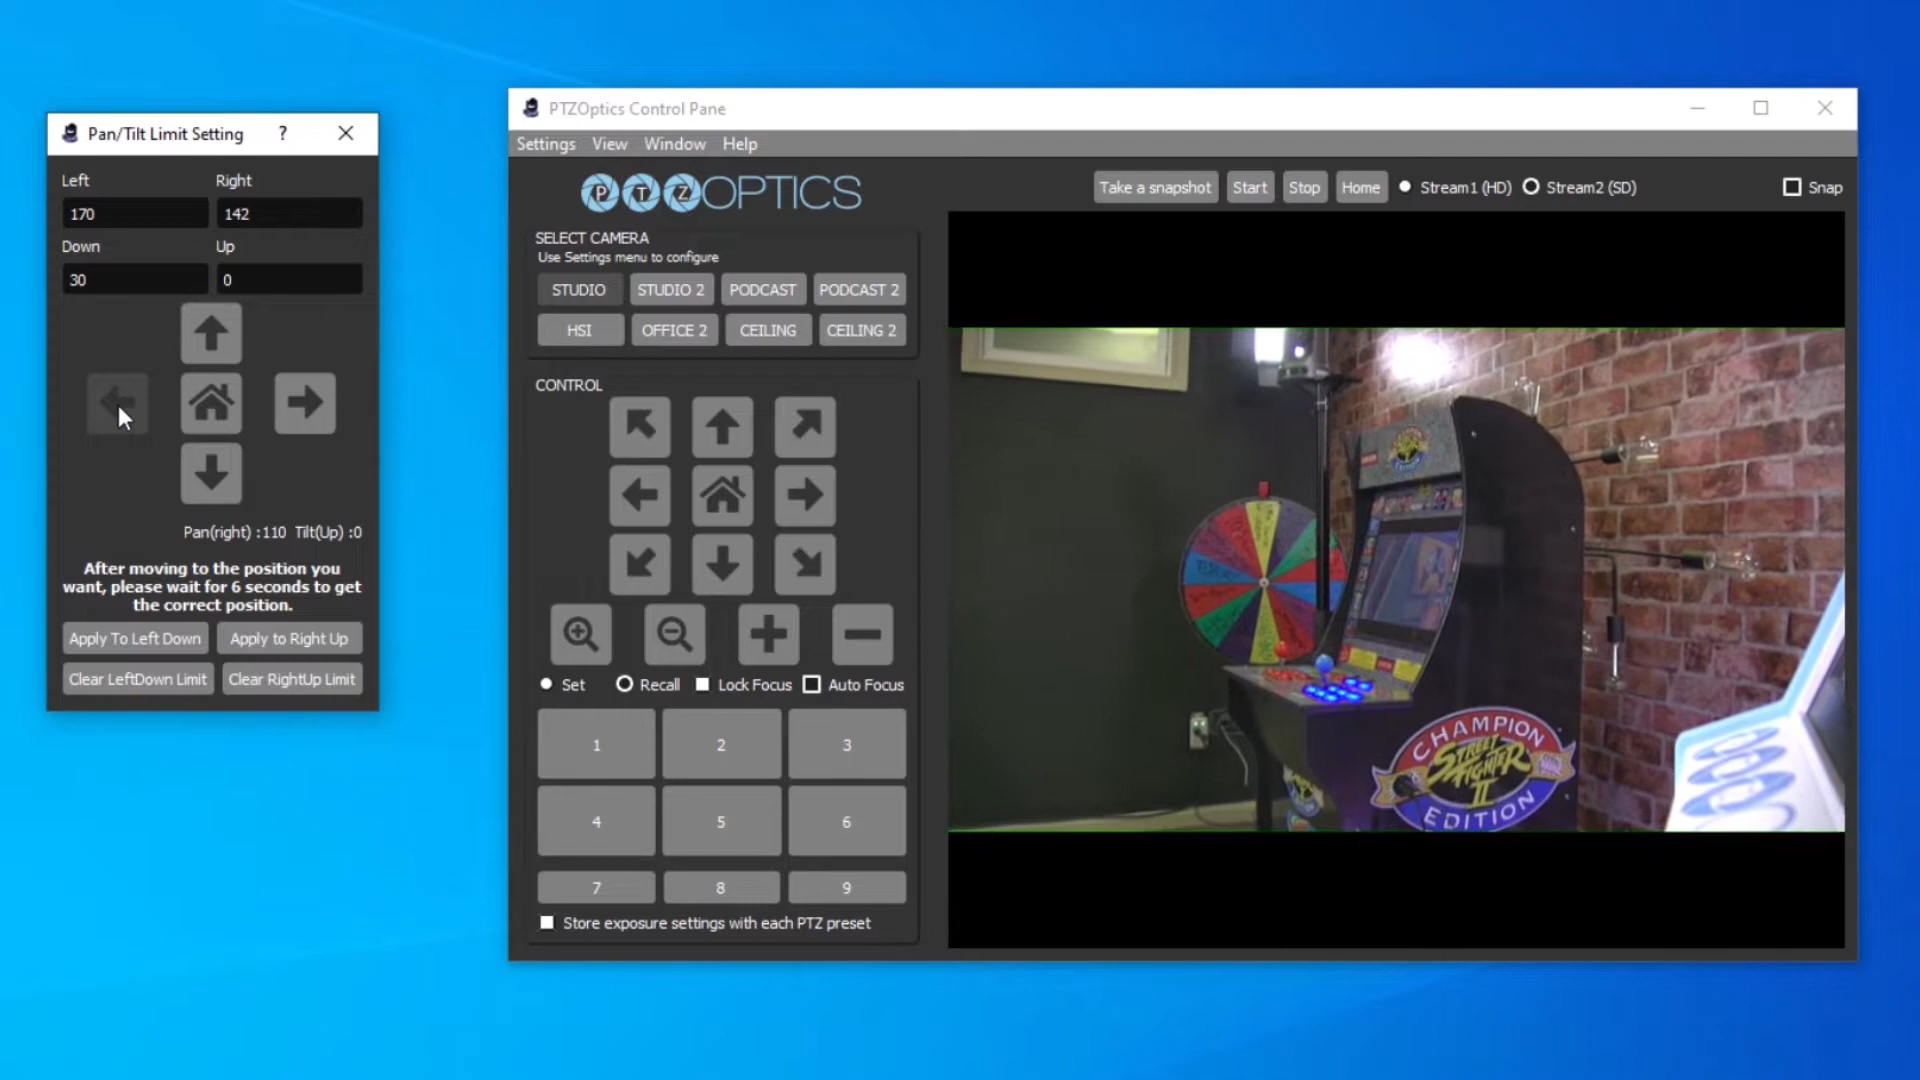 Pan/Tilt Limit Setting ?
Left Right
170 142
Down Up
30 0
Pan(right) :110 Tilt(Up) :0
After moving to the position you
want, please wait for 6 seconds to get
the correct position.
Apply To Left Down Apply to Right Up
Clear LeftDown Limit Clear RightUp Limit
PTZOptics Control Pane
Settings View Window Help
PTZOPTICS
Take a snapshot Start Stop Home Stream1 (HD) Stream2 (SD) Snap
SELECT CAMERA
Use Settings menu to configure
STUDIO STUDIO 2 PODCAST PODCAST 2
HSI OFFICE 2 CEILING CEILING 2
CONTROL
Set Recall Lock Focus Auto Focus
1 2 3
4 5 6
7 8 9
Store exposure settings with each PTZ preset
CHAMPION
STREET
FIGHTER
II
EDITION